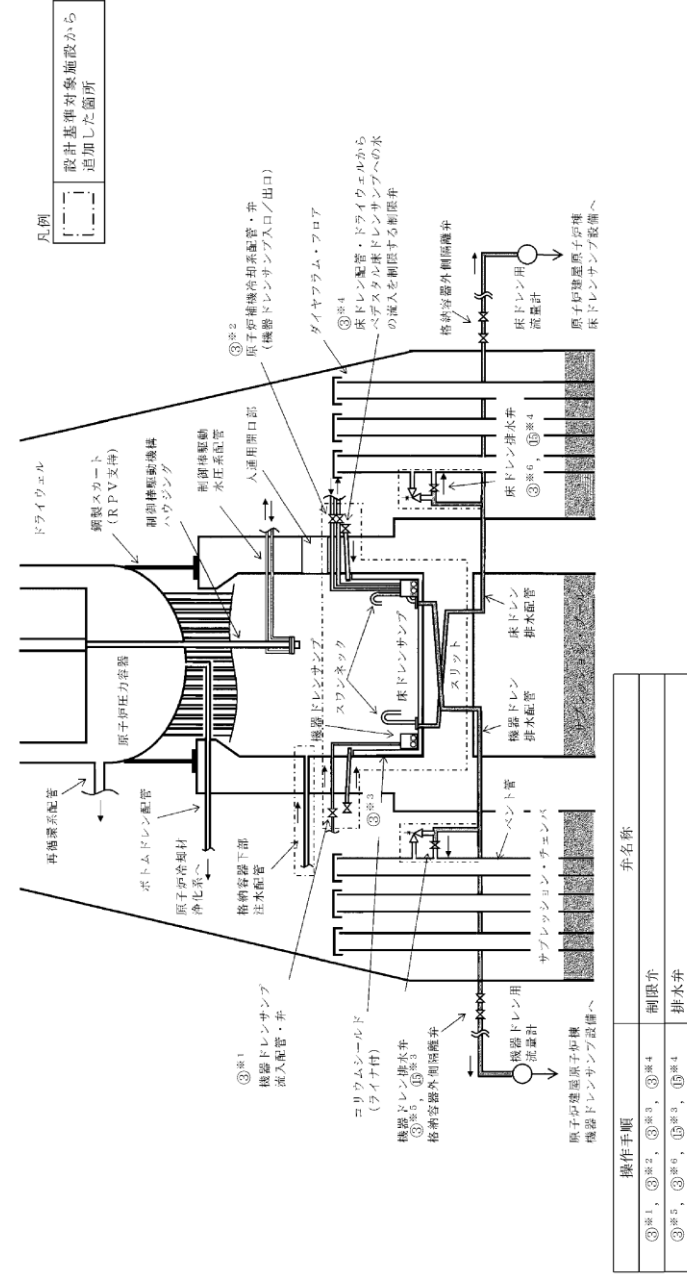 凡例
設計基準対象施設から
追加した箇所
ドライウェル
鋼製スカート
(RPV支持)
制御棒駆動機構
ハウジング
制御棒駆動
水圧系配管
人通用開口部
③※2
原子炉補機冷却系配管・弁
(機器ドレンサンプ入口/出口)
ダイヤフラム・フロア
③※4
床ドレン配管・ドライウェルから
ペデスタル床ドレンサンプへの水
の流入を制限する制限弁
格納容器外側隔離弁
床ドレン用
流量計
原子炉建屋原子炉棟
床ドレンサンプ設備へ
原子炉圧力容器
再循環系配管
ボトムドレン配管
原子炉冷却材
浄化系へ
格納容器下部
注水配管
機器ドレンサンプ
スワンネック
床ドレンサンプ
スリット
床ドレン排水弁
③※6, ⑮※4
床ドレン
排水配管
機器ドレン
排水配管
サプレッション・プール
ベント管
サプレッション・チェンバ
③※3
③※1
機器ドレンサンプ
流入配管・弁
コリウムシールド
(ライナ付)
機器ドレン排水弁
③※5, ⑮※3
格納容器外側隔離弁
機器ドレン用
流量計
原子炉建屋原子炉棟
機器ドレンサンプ設備へ
操作手順 弁名称
③※1, ③※2, ③※3, ③※4 制限弁
③※5, ③※6, ⑮※3, ⑮※4 排水弁